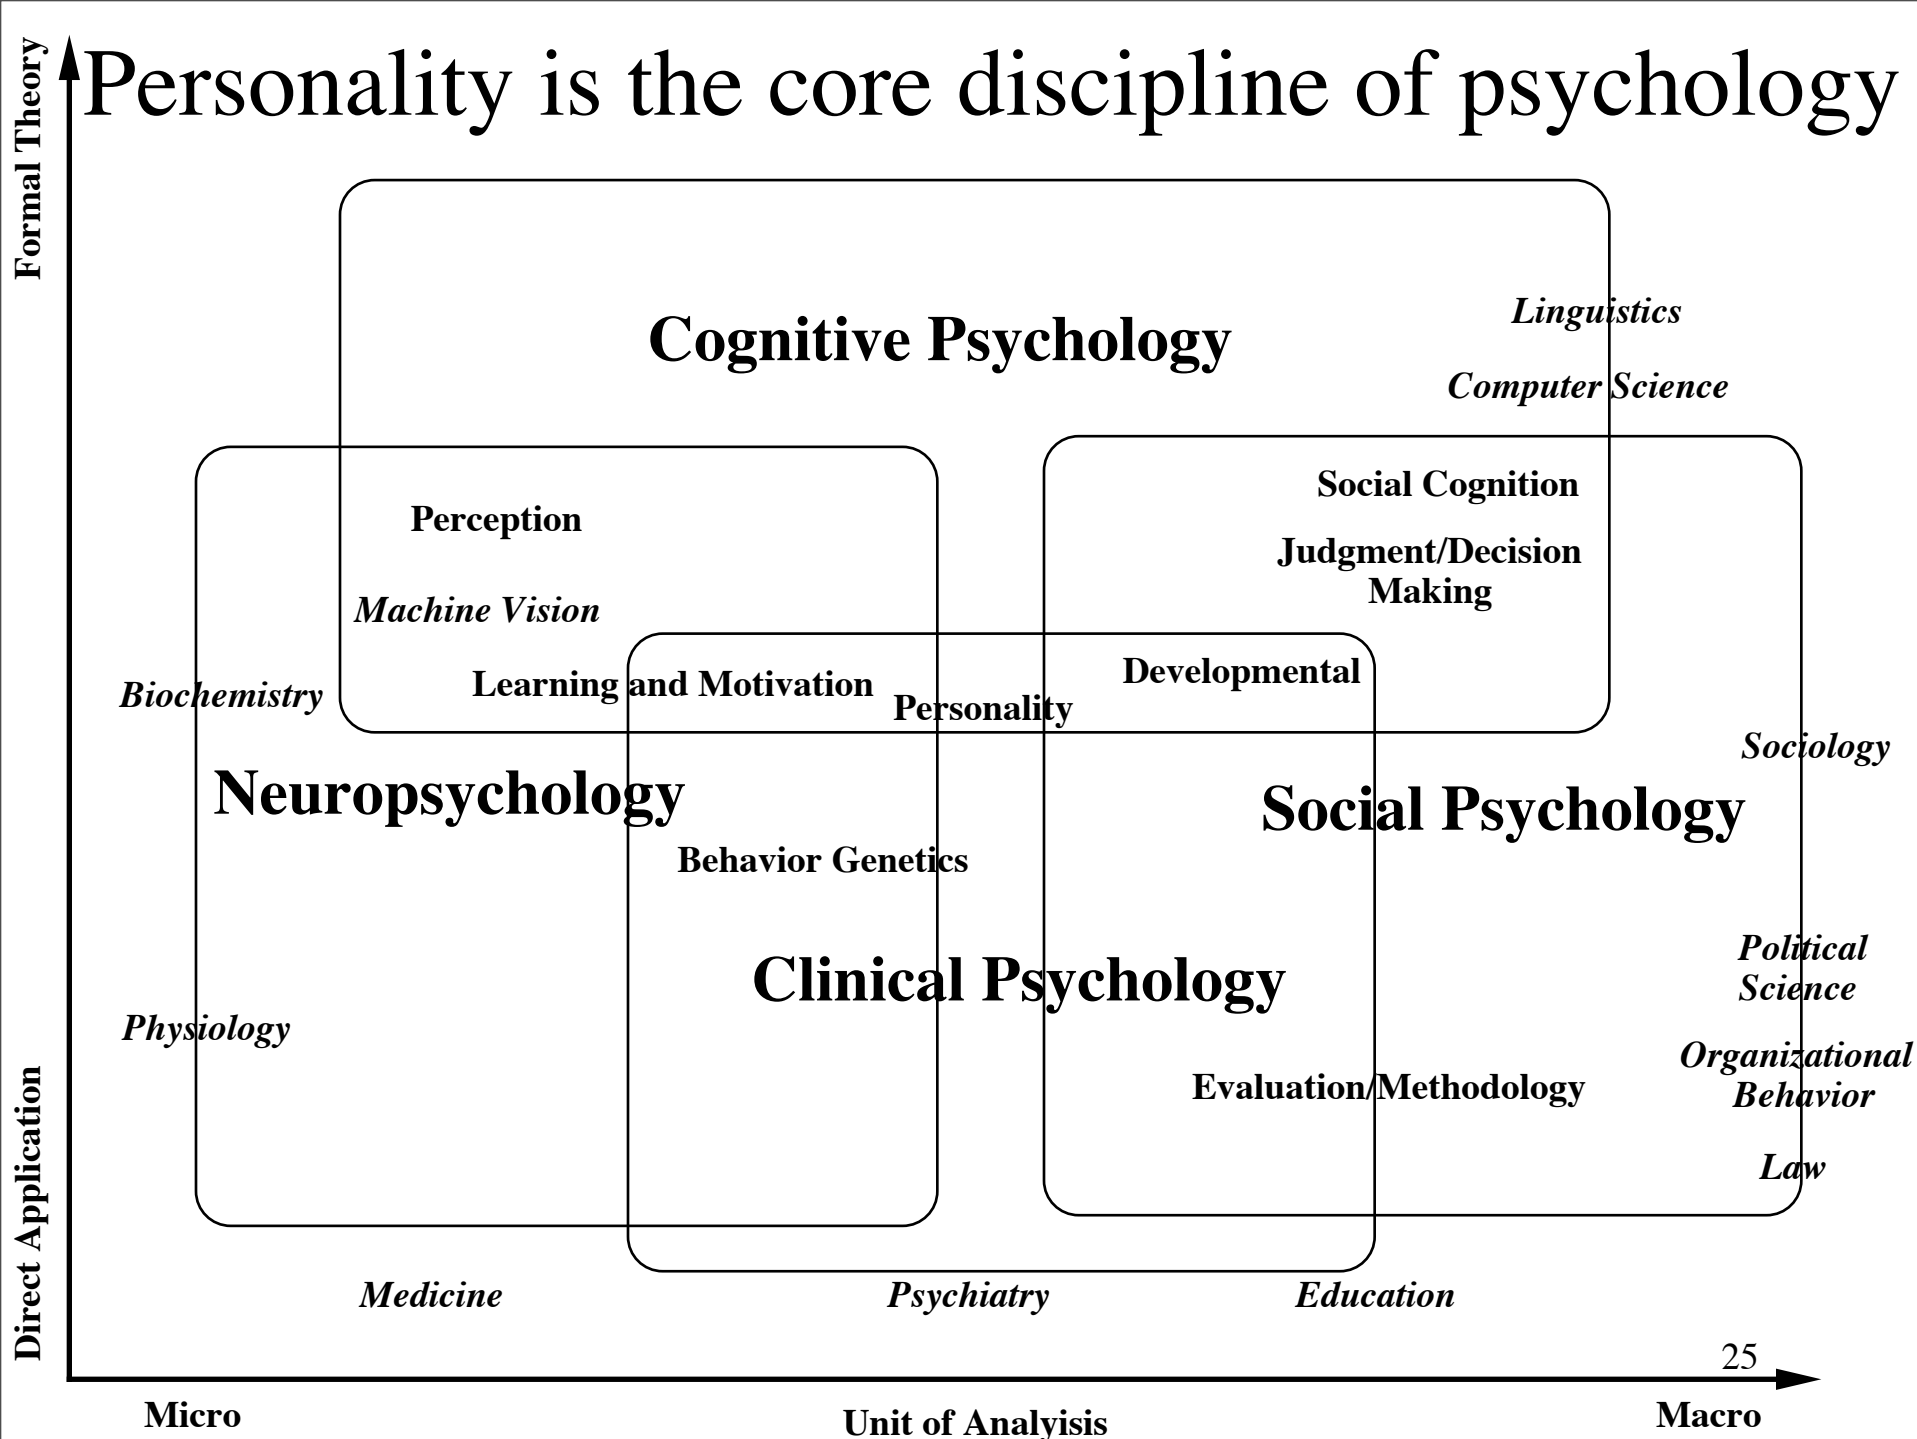 Personality is the core discipline of psychology
Formal Theory
Cognitive Psychology
Linguistics
Computer Science
Social Cognition
Perception
Judgment/Decision
Making
Machine Vision
Developmental
Learning and Motivation
Biochemistry
Personality
Sociology
Neuropsychology
Social Psychology
Behavior Genetics
Political
Science
Clinical Psychology
Physiology
Organizational
Behavior
Evaluation/Methodology
Law
Direct Application
Medicine
Psychiatry
Education
25
Micro
Unit of Analyisis
Macro